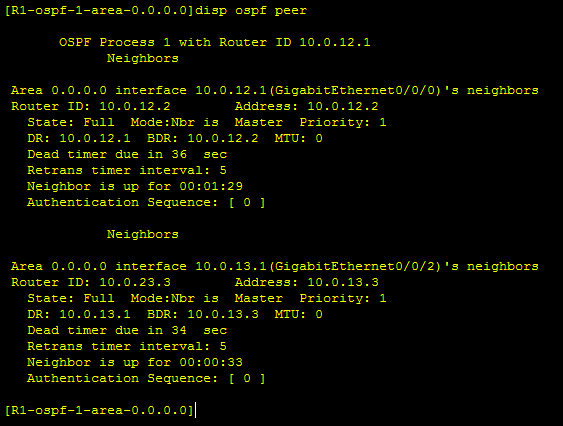 [R1-ospf-1-area-0.0.0.0]disp ospf peer
OSPF Process 1 with Router ID 10.0.12.1
Neighbors
Area 0.0.0.0 interface 10.0.12.1(GigabitEthernet0/0/0)'s neighbors
Router ID: 10.0.12.2 Address: 10.0.12.2
State: Full Mode:Nbr is Master Priority: 1
DR: 10.0.12.1 BDR: 10.0.12.2 MTU: 0
Dead timer due in 36 sec
Retrans timer interval: 5
Neighbor is up for 00:01:29
Authentication Sequence: [ 0 ]
Neighbors
Area 0.0.0.0 interface 10.0.13.1(GigabitEthernet0/0/2)'s neighbors
Router ID: 10.0.23.3 Address: 10.0.13.3
State: Full Mode:Nbr is Master Priority: 1
DR: 10.0.13.1 BDR: 10.0.13.3 MTU: 0
Dead timer due in 34 sec
Retrans timer interval: 5
Neighbor is up for 00:00:33
Authentication Sequence: [ 0 ]
[R1-ospf-1-area-0.0.0.0]